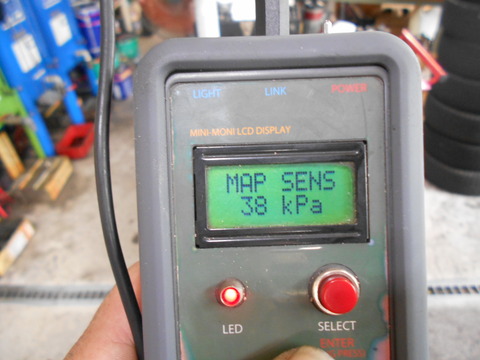 LIGHT LINK POWER
MINI-MONI LCD DISPLAY
MAP SENS
38 kPa
LED SELECT
ENTER